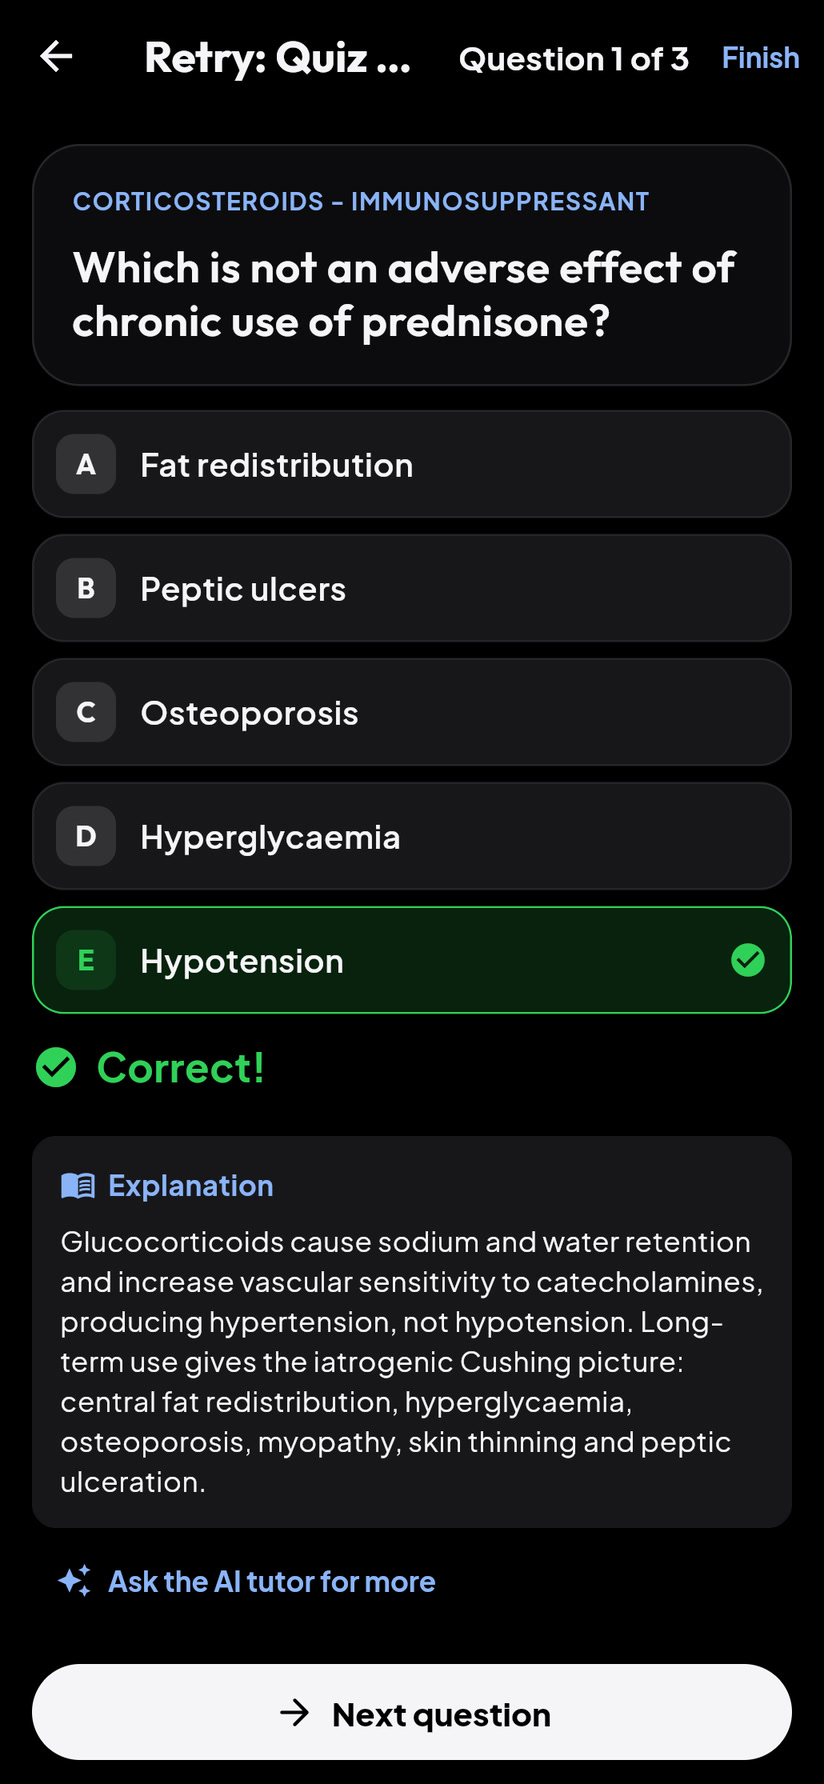 Retry: Quiz ...
Question 1 of 3
Finish
CORTICOSTEROIDS – IMMUNOSUPPRESSANT
Which is not an adverse effect of
chronic use of prednisone?
A Fat redistribution
B Peptic ulcers
C Osteoporosis
D Hyperglycaemia
E Hypotension
Correct!
Explanation
Glucocorticoids cause sodium and water retention
and increase vascular sensitivity to catecholamines,
producing hypertension, not hypotension. Long-
term use gives the iatrogenic Cushing picture:
central fat redistribution, hyperglycaemia,
osteoporosis, myopathy, skin thinning and peptic
ulceration.
Ask the AI tutor for more
Next question